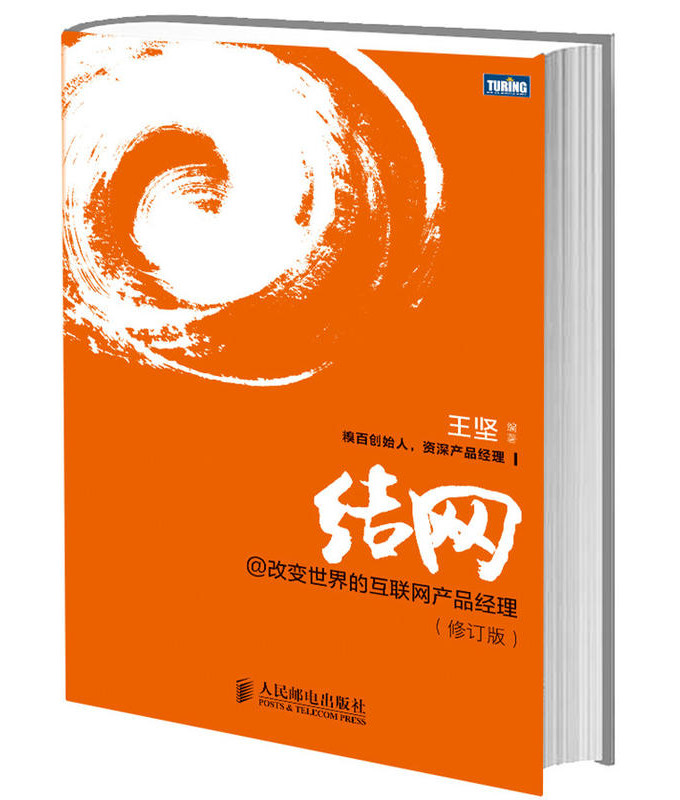 TURING
王坚 编著
糗百创始人，资深产品经理
结网
@改变世界的互联网产品经理
（修订版）
人民邮电出版社
POSTS & TELECOM PRESS